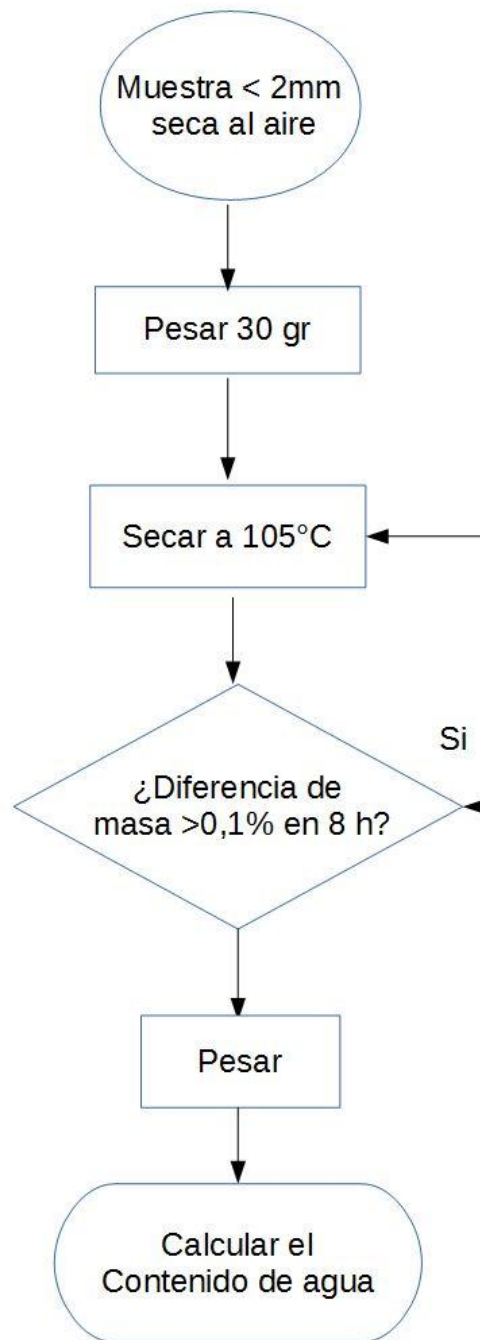 Muestra < 2mm
seca al aire
Pesar 30 gr
Secar a 105°C
Si
¿Diferencia de
masa >0,1% en 8 h?
Pesar
Calcular el
Contenido de agua